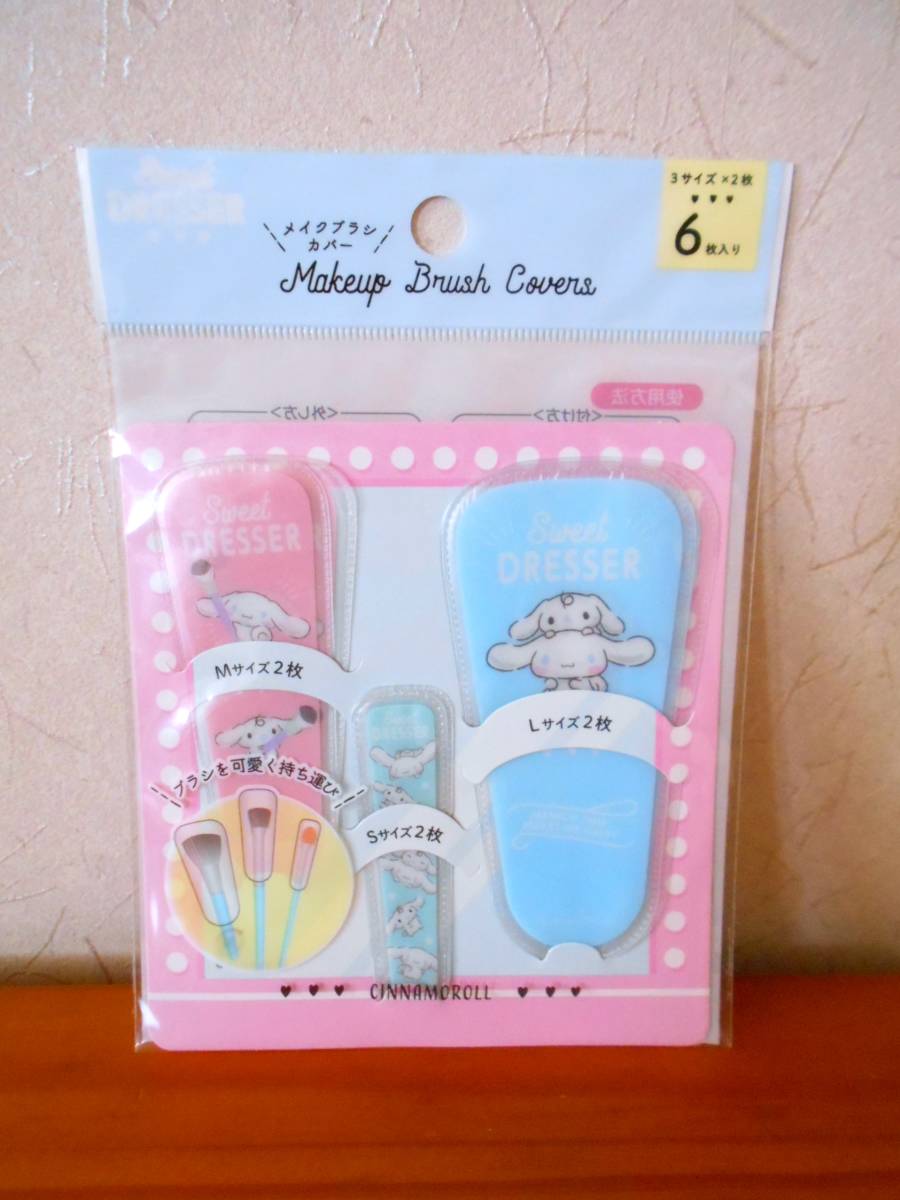 Sweet
DRESSER
メイクブラシ
カバー
Makeup Brush Covers
3サイズ×2枚
6枚入り
使用方法
<外し方>
<付け方>
Sweet
DRESSER
Mサイズ2枚
Sweet
DRESSER
Lサイズ2枚
Sweet
DRESSER
Sサイズ2枚
ブラシを可愛く持ち運び
CINNAMOROLL